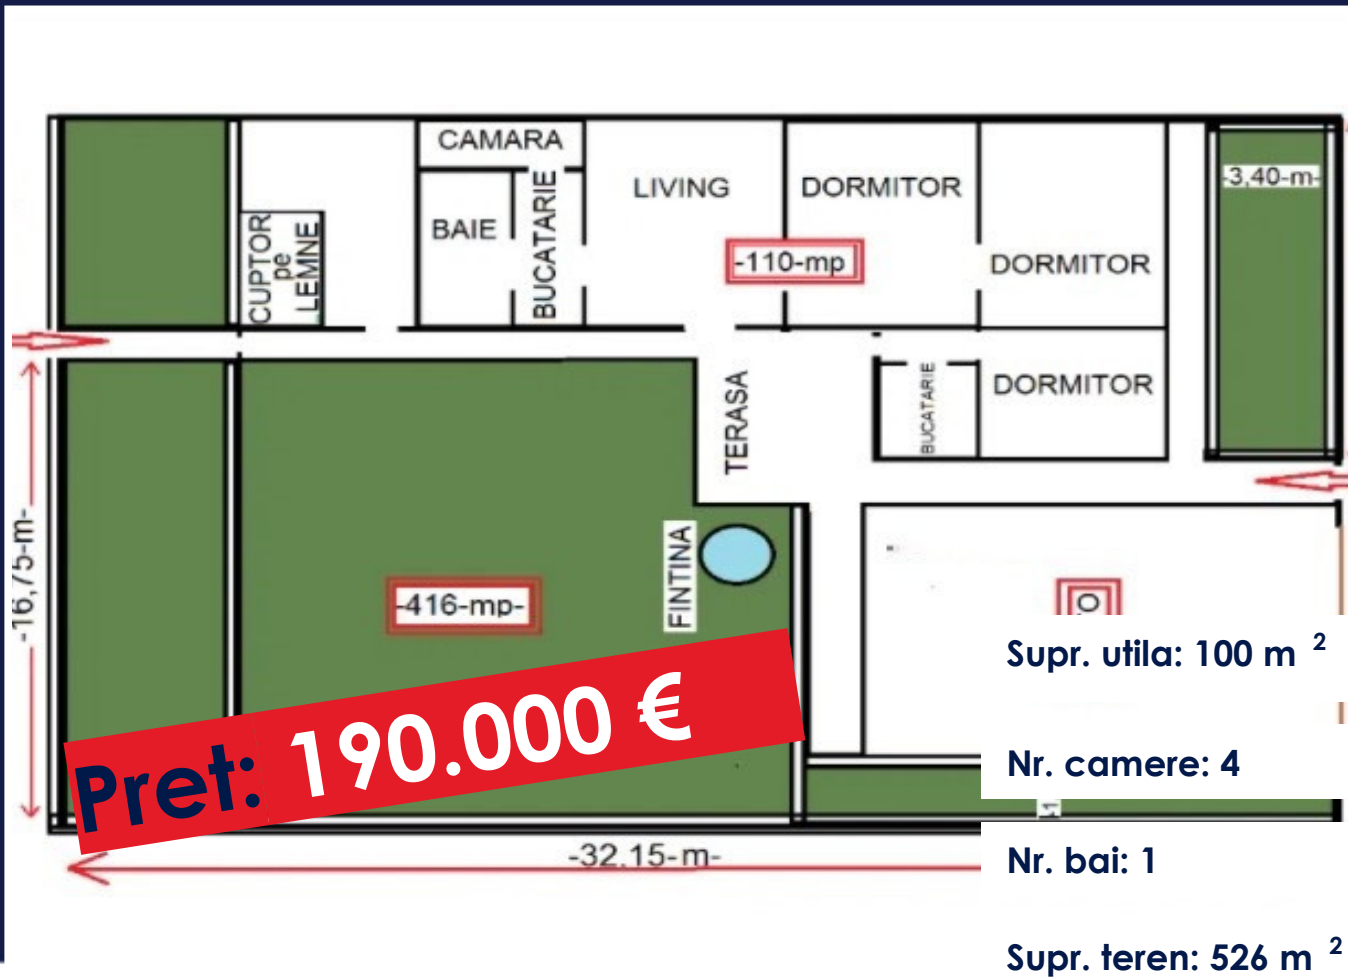 CAMARA
LIVING
DORMITOR
-3,40-m-
BAIE
BUCATARIE
CUPTOR
pe
LEMNE
-110-mp
DORMITOR
TERASA
BUCATARIE
DORMITOR
-16,75-m-
FINTINA
-416-mp-
Supr. utila: 100 m 2
Pret: 190.000 €
Nr. camere: 4
-32,15-m-
Nr. bai: 1
Supr. teren: 526 m 2